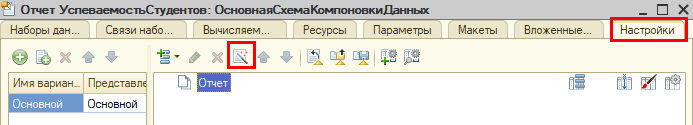 Отчет УспеваемостьСтудентов: ОсновнаяСхемаКомпоновкиДанных
Наборы дан... Связи набо... Вычисляем... Ресурсы Параметры Макеты Вложенные... Настройки
Имя вариан... Представле
Основной Основной
Отчет